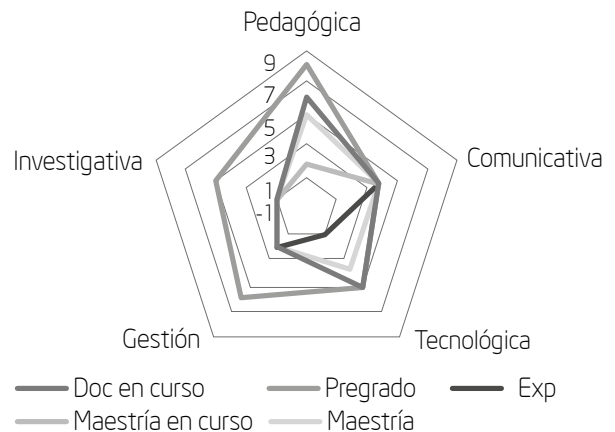 Pedagógica
9
7
5
3
1
-1
Investigativa
Comunicativa
Gestión
Tecnológica
Doc en curso Pregrado Exp
Maestría en curso Maestría